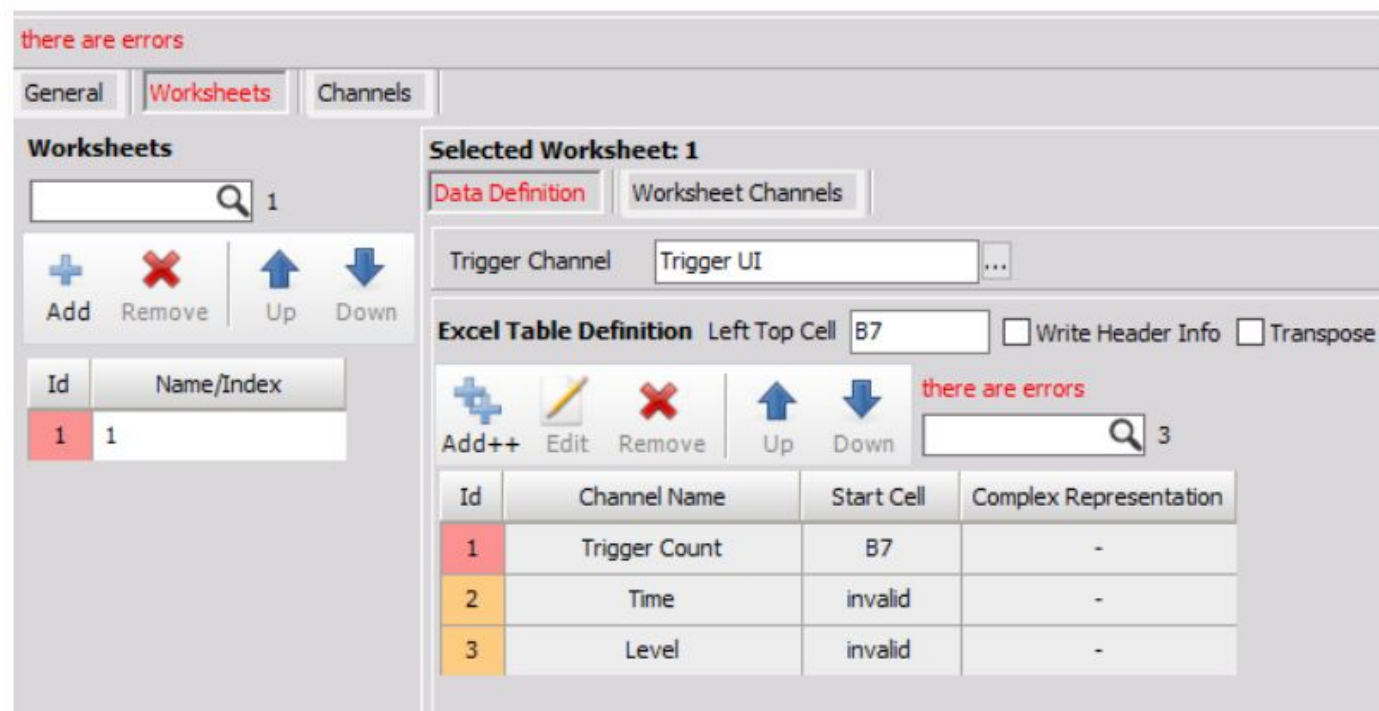 there are errors
General Worksheets Channels
Worksheets
1
Add Remove Up Down
Id Name/Index
1 1
Selected Worksheet: 1
Data Definition Worksheet Channels
Trigger Channel Trigger UI ...
Excel Table Definition Left Top Cell B7 Write Header Info Transpose
Add++ Edit Remove Up Down there are errors
3
Id Channel Name Start Cell Complex Representation
1 Trigger Count B7 -
2 Time invalid -
3 Level invalid -